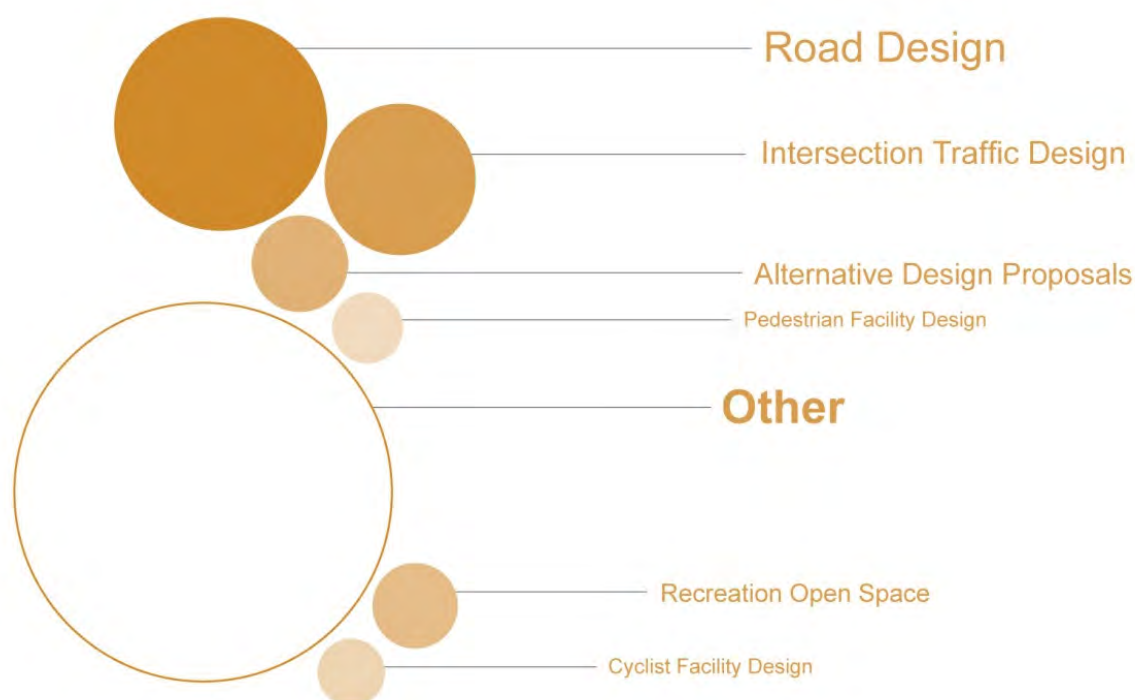 Road Design
Intersection Traffic Design
Alternative Design Proposals
Pedestrian Facility Design
Other
Recreation Open Space
Cyclist Facility Design